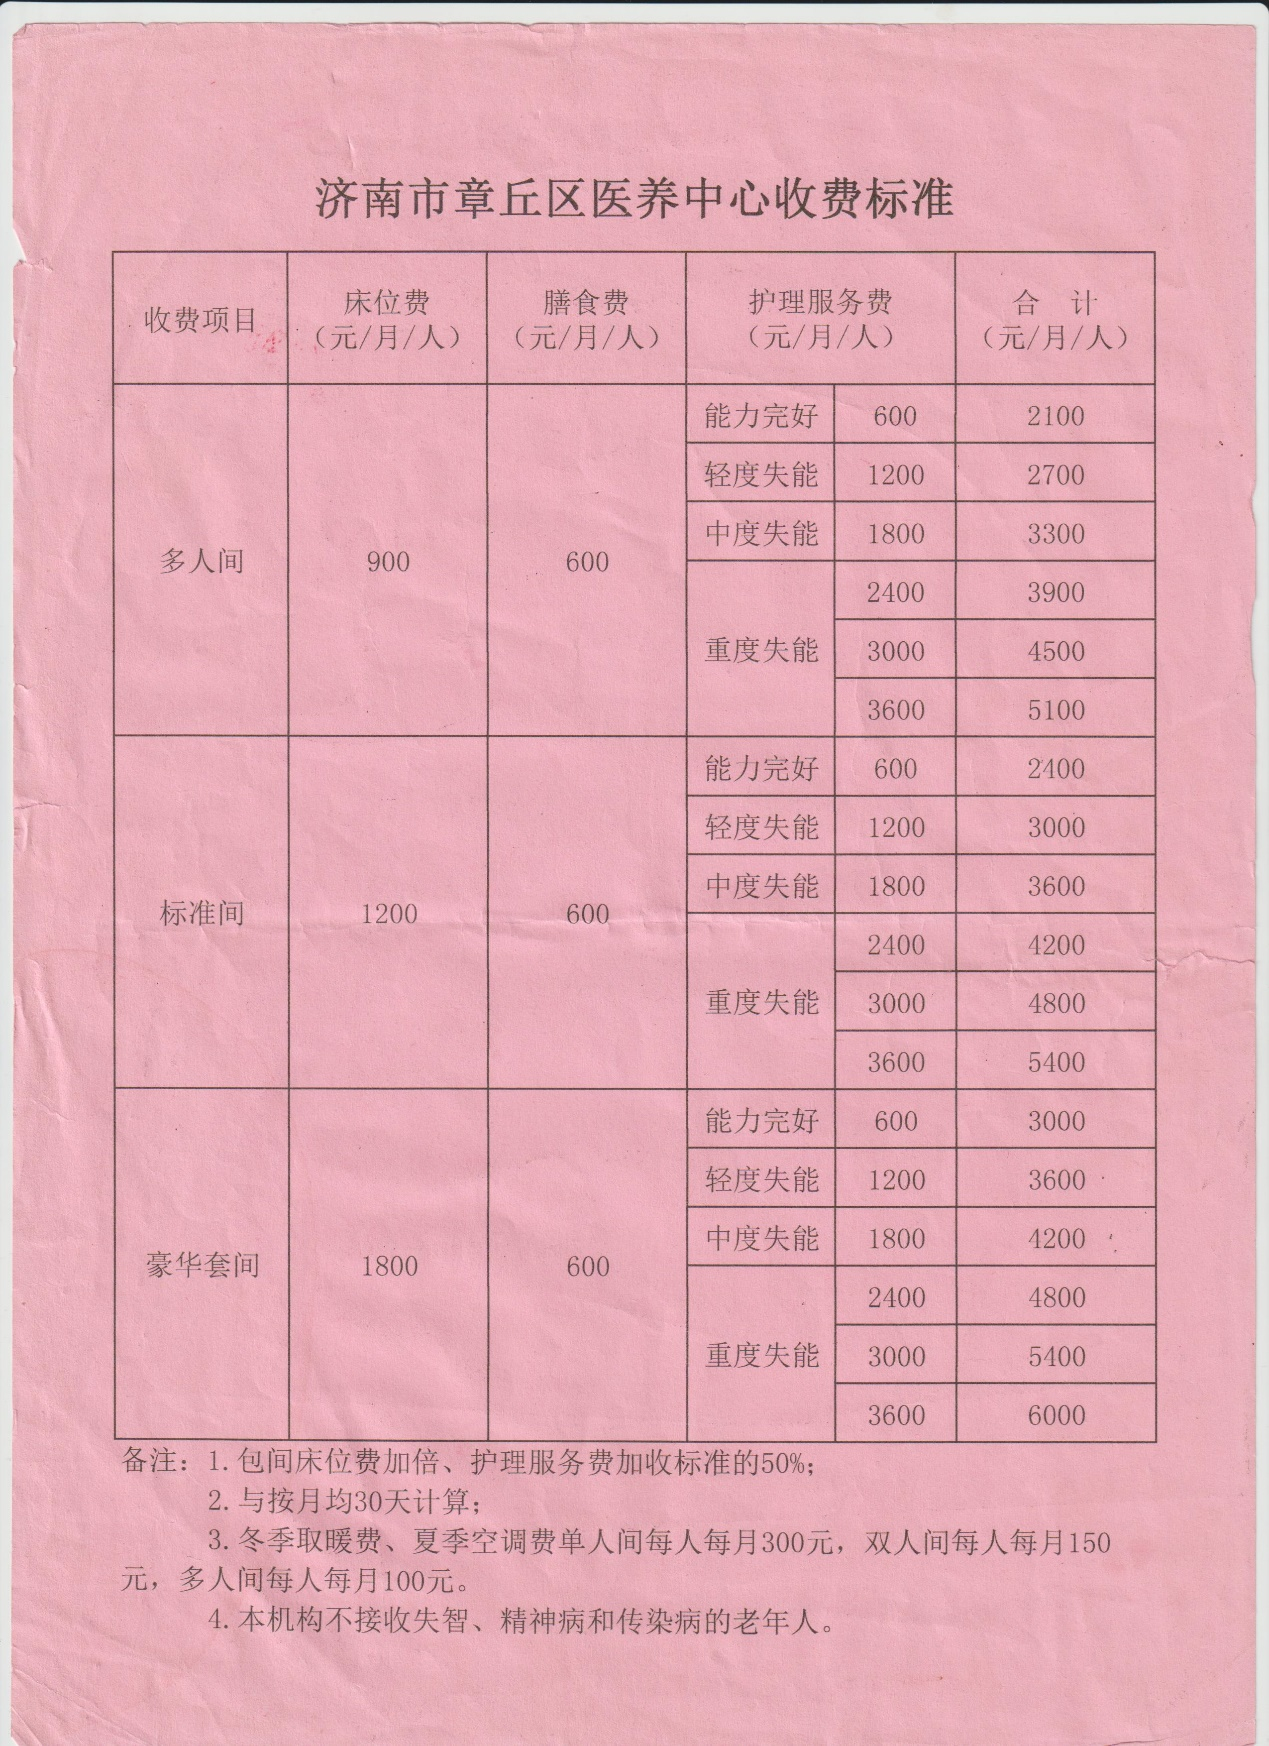 济南市章丘区医养中心收费标准
收费项目 床位费（元/月/人） 膳食费（元/月/人） 护理服务费（元/月/人） 合 计（元/月/人）
多人间 900 600 能力完好 600 2100
轻度失能 1200 2700
中度失能 1800 3300
重度失能 2400 3900
3000 4500
3600 5100
标准间 1200 600 能力完好 600 2400
轻度失能 1200 3000
中度失能 1800 3600
重度失能 2400 4200
3000 4800
3600 5400
豪华套间 1800 600 能力完好 600 3000
轻度失能 1200 3600
中度失能 1800 4200
重度失能 2400 4800
3000 5400
3600 6000
备注：1.包间床位费加倍、护理服务费加收标准的50%；
2.与按月均30天计算；
3.冬季取暖费、夏季空调费单人间每人每月300元，双人间每人每月150
元，多人间每人每月100元。
4.本机构不接收失智、精神病和传染病的老年人。